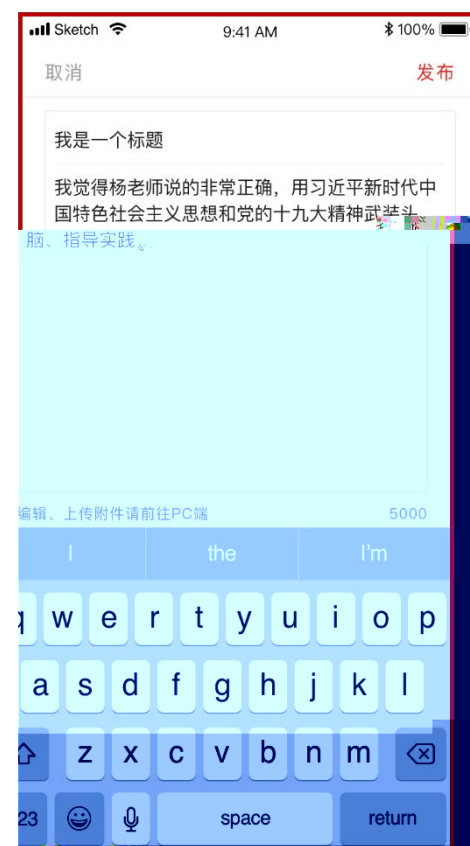 Sketch 9:41 AM 100%
取消 发布
我是一个标题
我觉得杨老师说的非常正确，用习近平新时代中
国特色社会主义思想和党的十九大精神武装头
脑、指导实践。
编辑、上传附件请前往PC端 5000
I the I'm
q w e r t y u i o p
a s d f g h j k l
z x c v b n m
23 space return